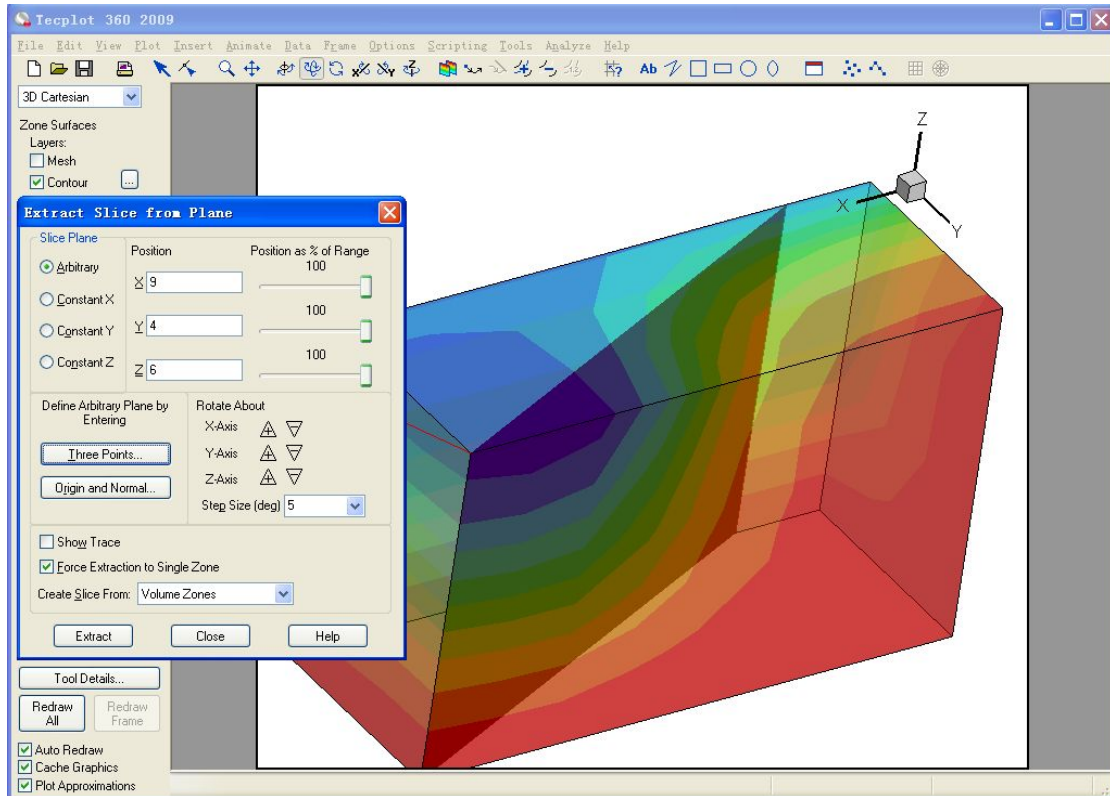 Tecplot 360 2009
File Edit View Plot Insert Animate Data Frame Options Scripting Tools Analyze Help
Ab
3D Cartesian
Zone Surfaces
Layers:
Mesh
Contour
...
Extract Slice from Plane
Slice Plane
Position
Position as % of Range
Arbitrary
X 9
100
Constant X
Constant Y
Y 4
100
Constant Z
Z 6
100
Define Arbitrary Plane by Entering
Three Points...
Origin and Normal...
Rotate About
X-Axis
Y-Axis
Z-Axis
Step Size (deg) 5
Show Trace
Force Extraction to Single Zone
Create Slice From: Volume Zones
Extract Close Help
Tool Details...
Redraw All
Redraw Frame
Auto Redraw
Cache Graphics
Plot Approximations
Z
X
Y